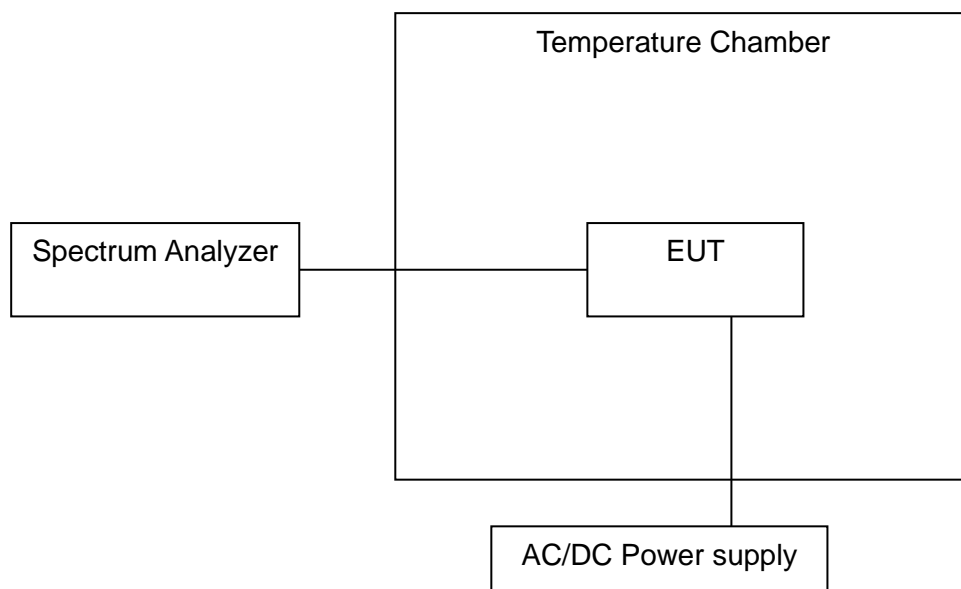 Temperature Chamber
Spectrum Analyzer
EUT
AC/DC Power supply